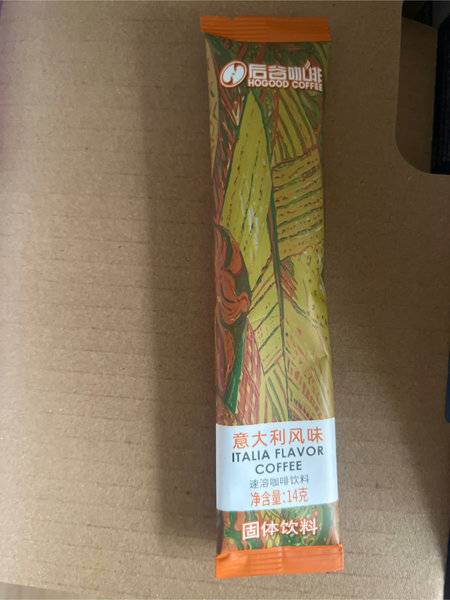 后谷咖啡
HOGOOD COFFEE
意大利风味
ITALIA FLAVOR
COFFEE
速溶咖啡饮料
净含量:14克
固体饮料